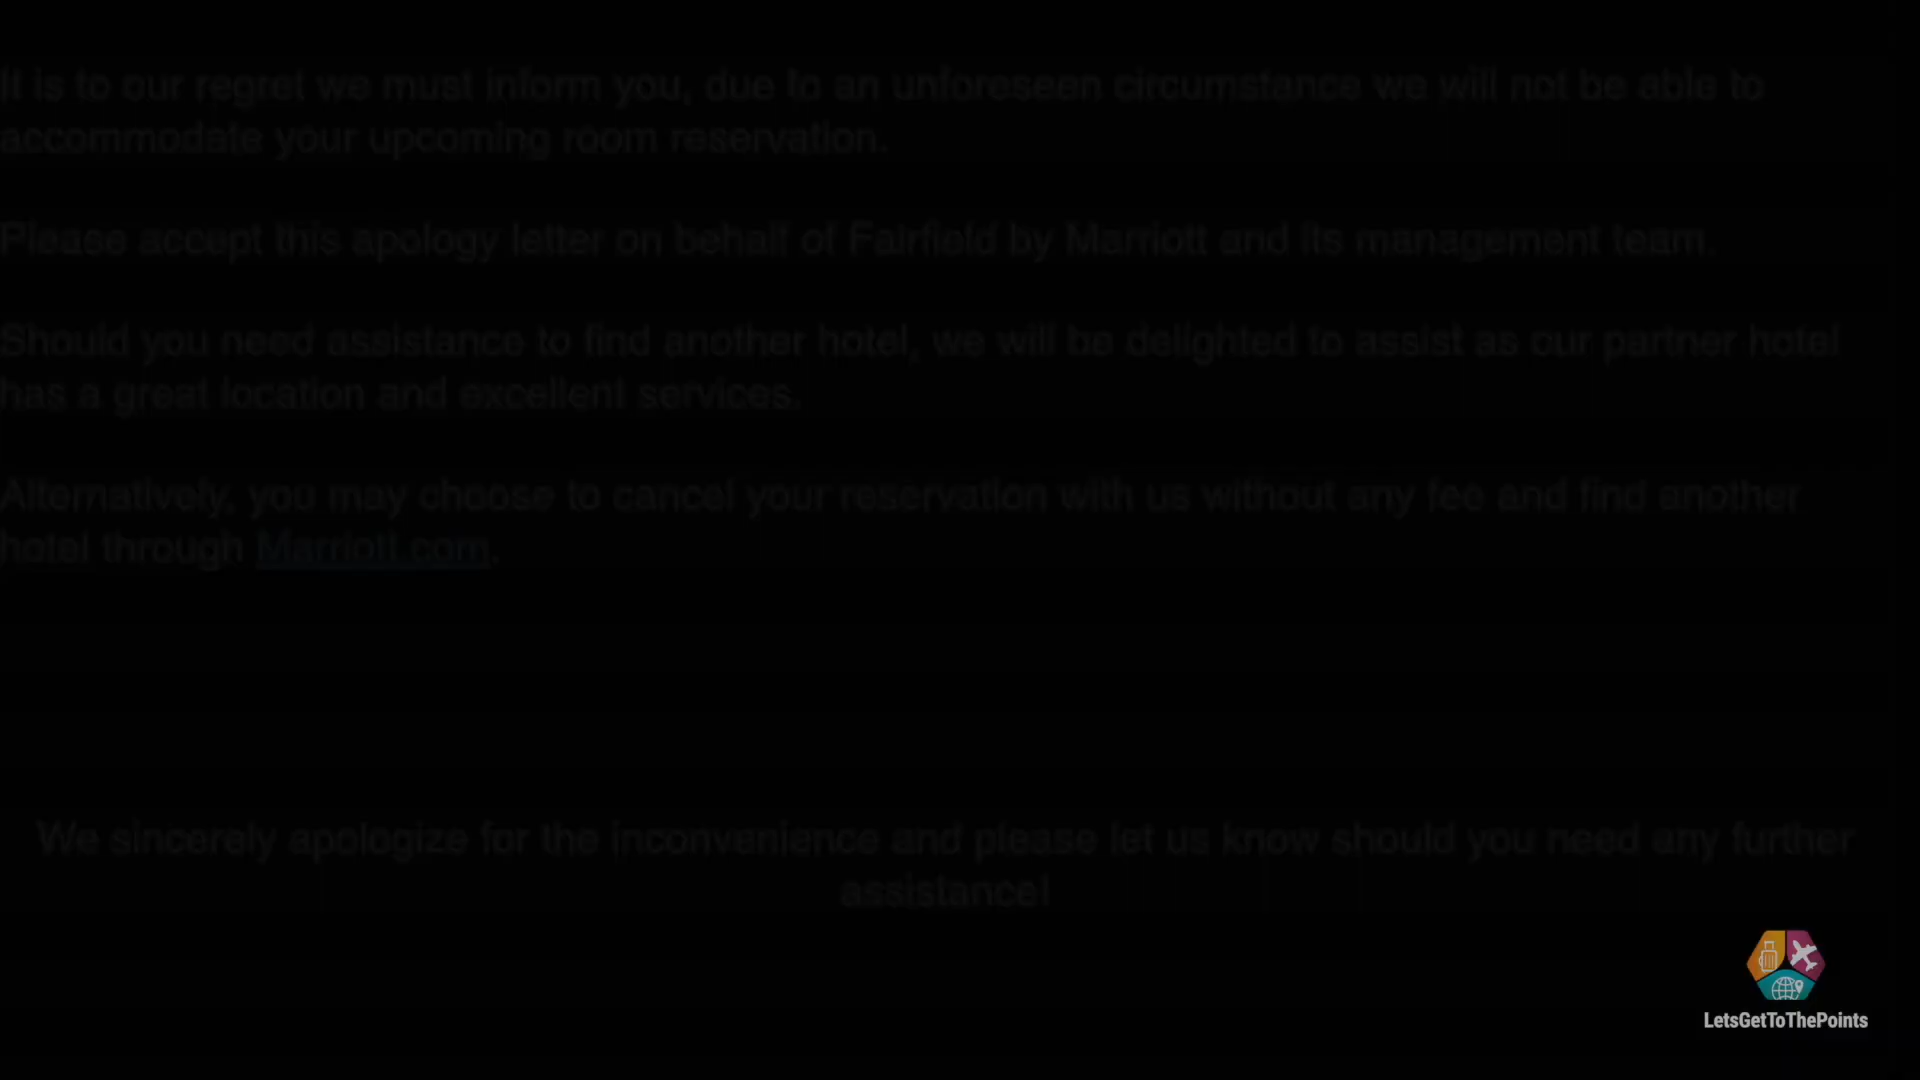 It is to our regret we must inform you, due to an unforeseen circumstance we will not be able to
accommodate your upcoming room reservation.
Please accept this apology letter on behalf of Fairfield by Marriott and its management team.
Should you need assistance to find another hotel, we will be delighted to assist as our partner hotel
has a great location and excellent services.
Alternatively, you may choose to cancel your reservation with us without any fee and find another
hotel through Marriott.com.
We sincerely apologize for the inconvenience and please let us know should you need any further
assistance!
LetsGetToThePoints